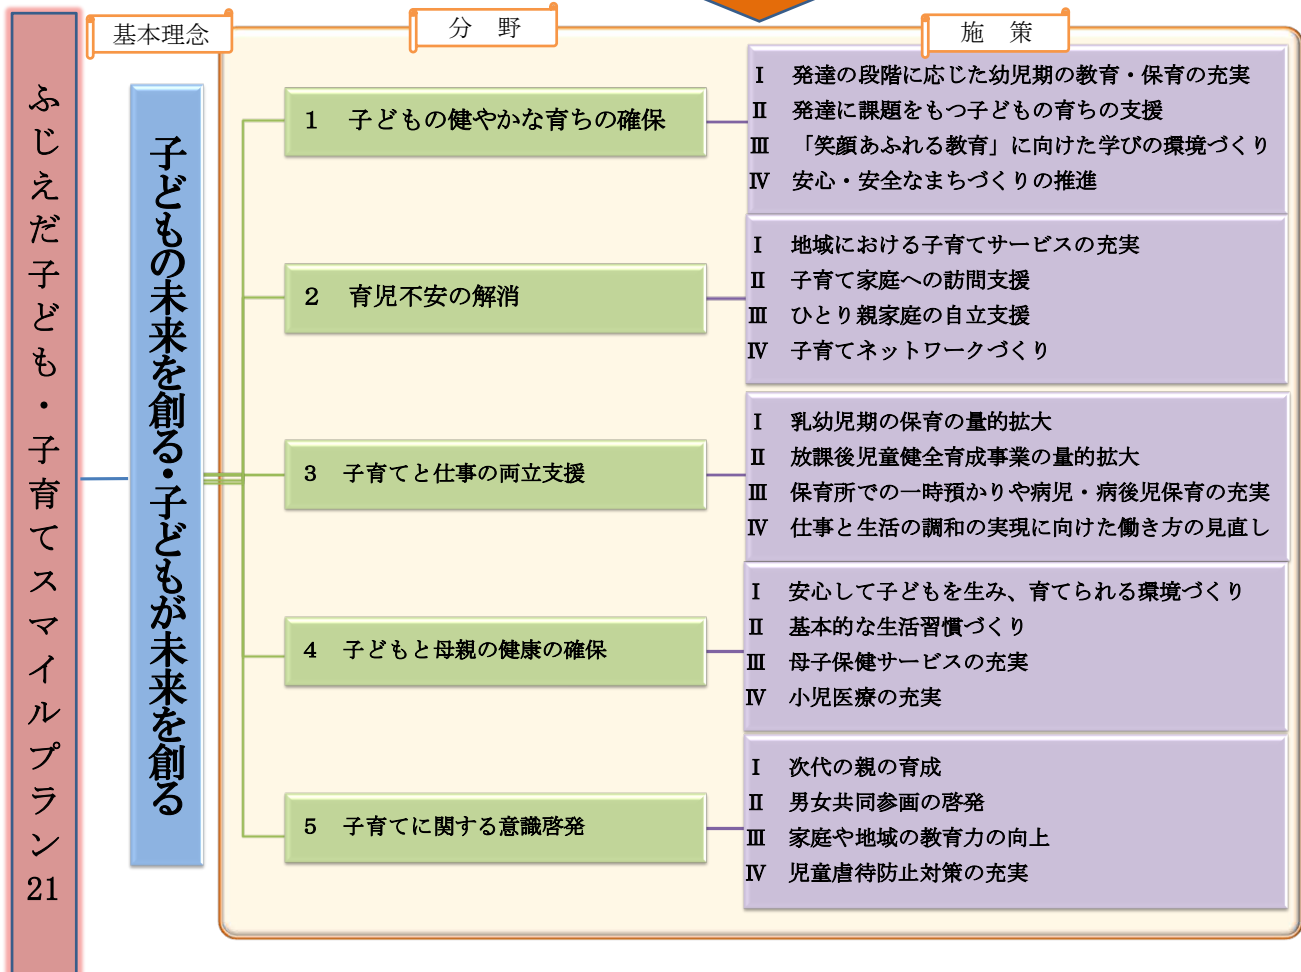 ふじえだ子ども・子育てスマイルプラン21
基本理念
子どもの未来を創る・子どもが未来を創る
分　野
施　策
1　子どもの健やかな育ちの確保
Ⅰ　発達の段階に応じた幼児期の教育・保育の充実
Ⅱ　発達に課題をもつ子どもの育ちの支援
Ⅲ　「笑顔あふれる教育」に向けた学びの環境づくり
Ⅳ　安心・安全なまちづくりの推進
2　育児不安の解消
Ⅰ　地域における子育てサービスの充実
Ⅱ　子育て家庭への訪問支援
Ⅲ　ひとり親家庭の自立支援
Ⅳ　子育てネットワークづくり
3　子育てと仕事の両立支援
Ⅰ　乳幼児期の保育の量的拡大
Ⅱ　放課後児童健全育成事業の量的拡大
Ⅲ　保育所での一時預かりや病児・病後児保育の充実
Ⅳ　仕事と生活の調和の実現に向けた働き方の見直し
4　子どもと母親の健康の確保
Ⅰ　安心して子どもを生み、育てられる環境づくり
Ⅱ　基本的な生活習慣づくり
Ⅲ　母子保健サービスの充実
Ⅳ　小児医療の充実
5　子育てに関する意識啓発
Ⅰ　次代の親の育成
Ⅱ　男女共同参画の啓発
Ⅲ　家庭や地域の教育力の向上
Ⅳ　児童虐待防止対策の充実